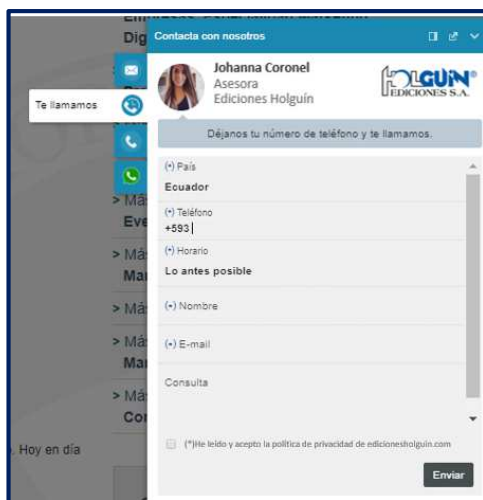 Dig
Contacta con nosotros
Johanna Coronel
Asesora
Ediciones Holguín
HOLGUIN
EDICIONES S.A.
Te llamamos
Déjanos tu número de teléfono y te llamamos.
(*) País
Ecuador
(*) Teléfono
+593
(*) Horario
Lo antes posible
(*) Nombre
(*) E-mail
Consulta
> Má
Eve
> Má
Mar
> Má
> Má
Mar
> Má
Cor
. Hoy en día
(*)He leído y acepto la política de privacidad de edicionesholguin.com
Enviar